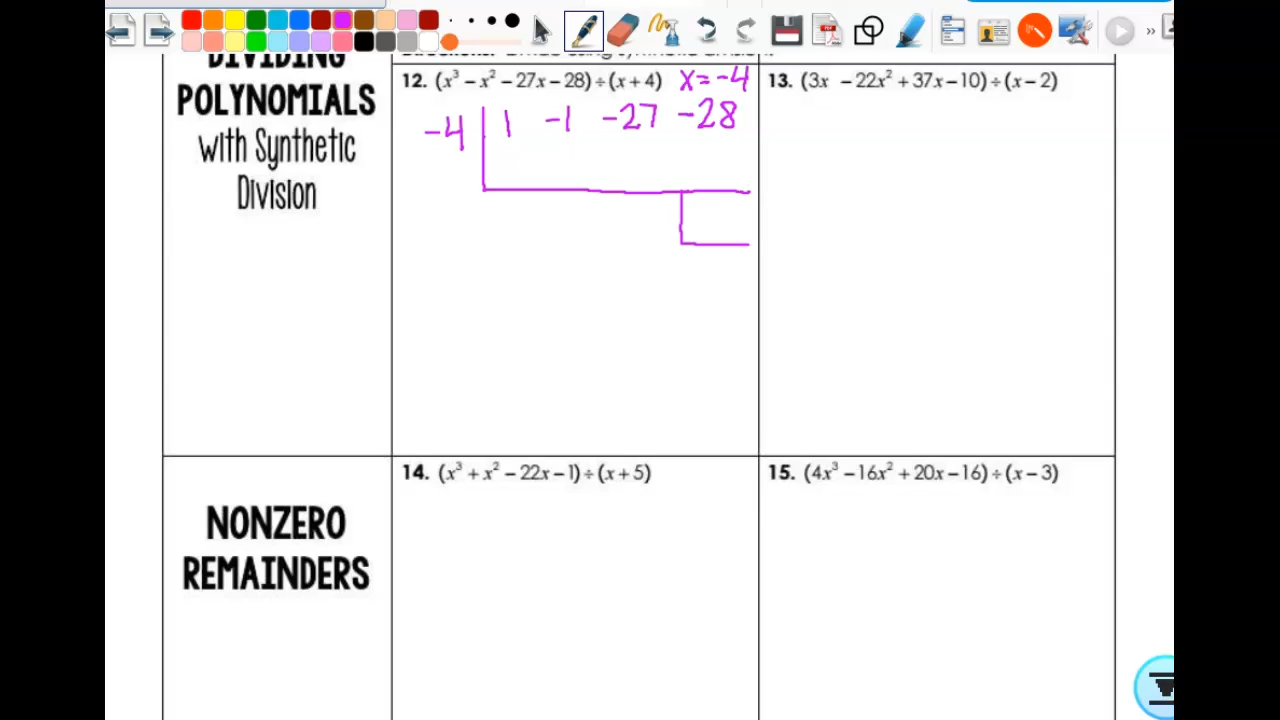 DIVIDING
POLYNOMIALS
with Synthetic
Division
12. (x³ − x² − 27x − 28) ÷ (x + 4) x = -4
-4 1 -1 -27 -28
13. (3x − 22x² + 37x − 10) ÷ (x − 2)
NONZERO
REMAINDERS
14. (x³ + x² − 22x − 1) ÷ (x + 5)
15. (4x³ − 16x² + 20x − 16) ÷ (x − 3)